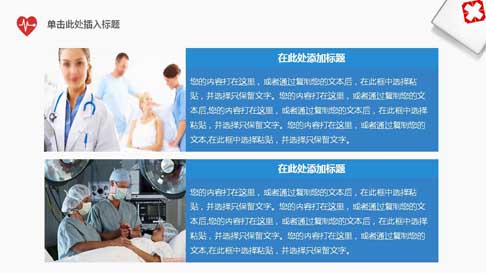 单击此处插入标题
在此处添加标题
您的内容打在这里，或者通过复制您的文本后，在此框中选择粘
贴，并选择只保留文字。您的内容打在这里，或者通过复制您的文
本后,您的内容打在这里，或者通过复制您的文本后，在此框中选择
粘贴，并选择只保留文字。您的内容打在这里，或者通过复制您的
文本,在此框中选择粘贴，并选择只保留文字。
在此处添加标题
您的内容打在这里，或者通过复制您的文本后，在此框中选择粘
贴，并选择只保留文字。您的内容打在这里，或者通过复制您的文
本后,您的内容打在这里，或者通过复制您的文本后，在此框中选择
粘贴，并选择只保留文字。您的内容打在这里，或者通过复制您的
文本,在此框中选择粘贴，并选择只保留文字。